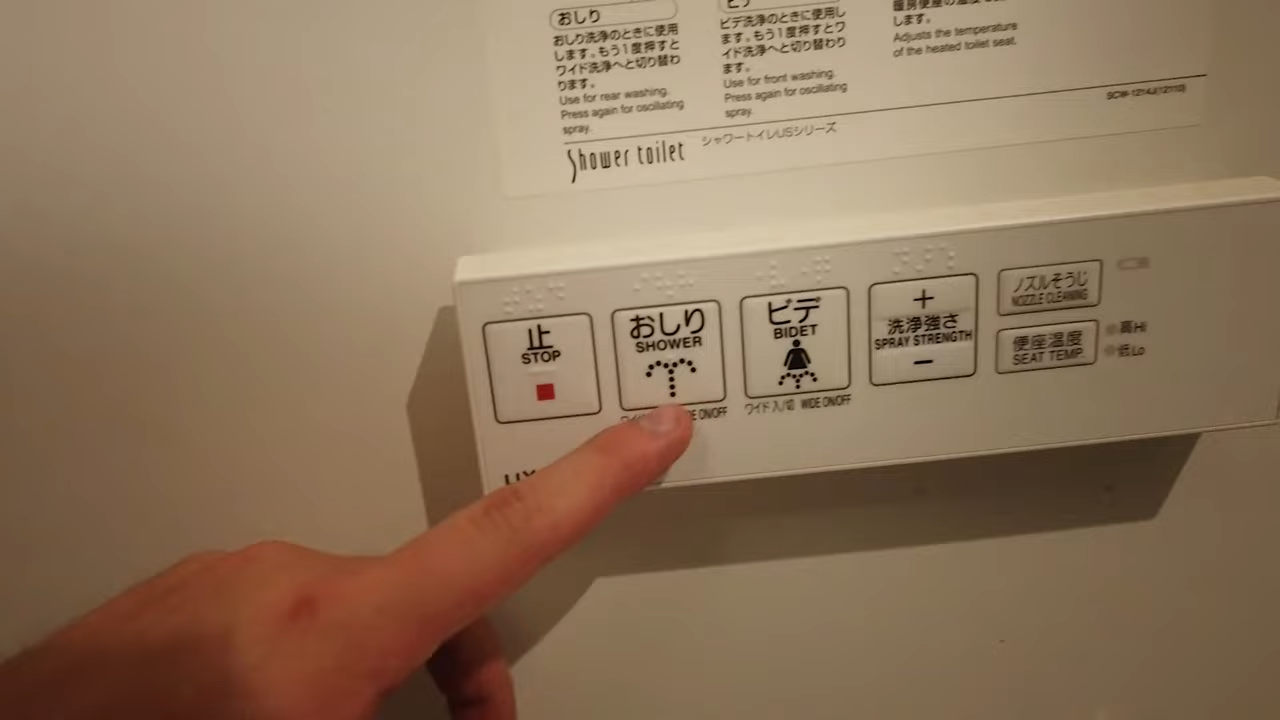 おしり
おしり洗浄のときに使用
します。もう1度押すと
ワイド洗浄へと切り替わ
ります。
Use for rear washing.
Press again for oscillating
spray.
ビデ洗浄のときに使用し
ます。もう1度押すとワ
イド洗浄へと切り替わり
ます。
Use for front washing.
Press again for oscillating
spray.
します。
Adjusts the temperature
of the heated toilet seat.
Shower toilet
シャワートイレUSシリーズ
SCW-1214J(12110)
止
STOP
おしり
SHOWER
ON/OFF
ビデ
BIDET
ワイド入/切 WIDE ON/OFF
+
洗浄強さ
SPRAY STRENGTH
−
ノズルそうじ
NOZZLE CLEANING
便座温度
SEAT TEMP.
高Hi
低Lo